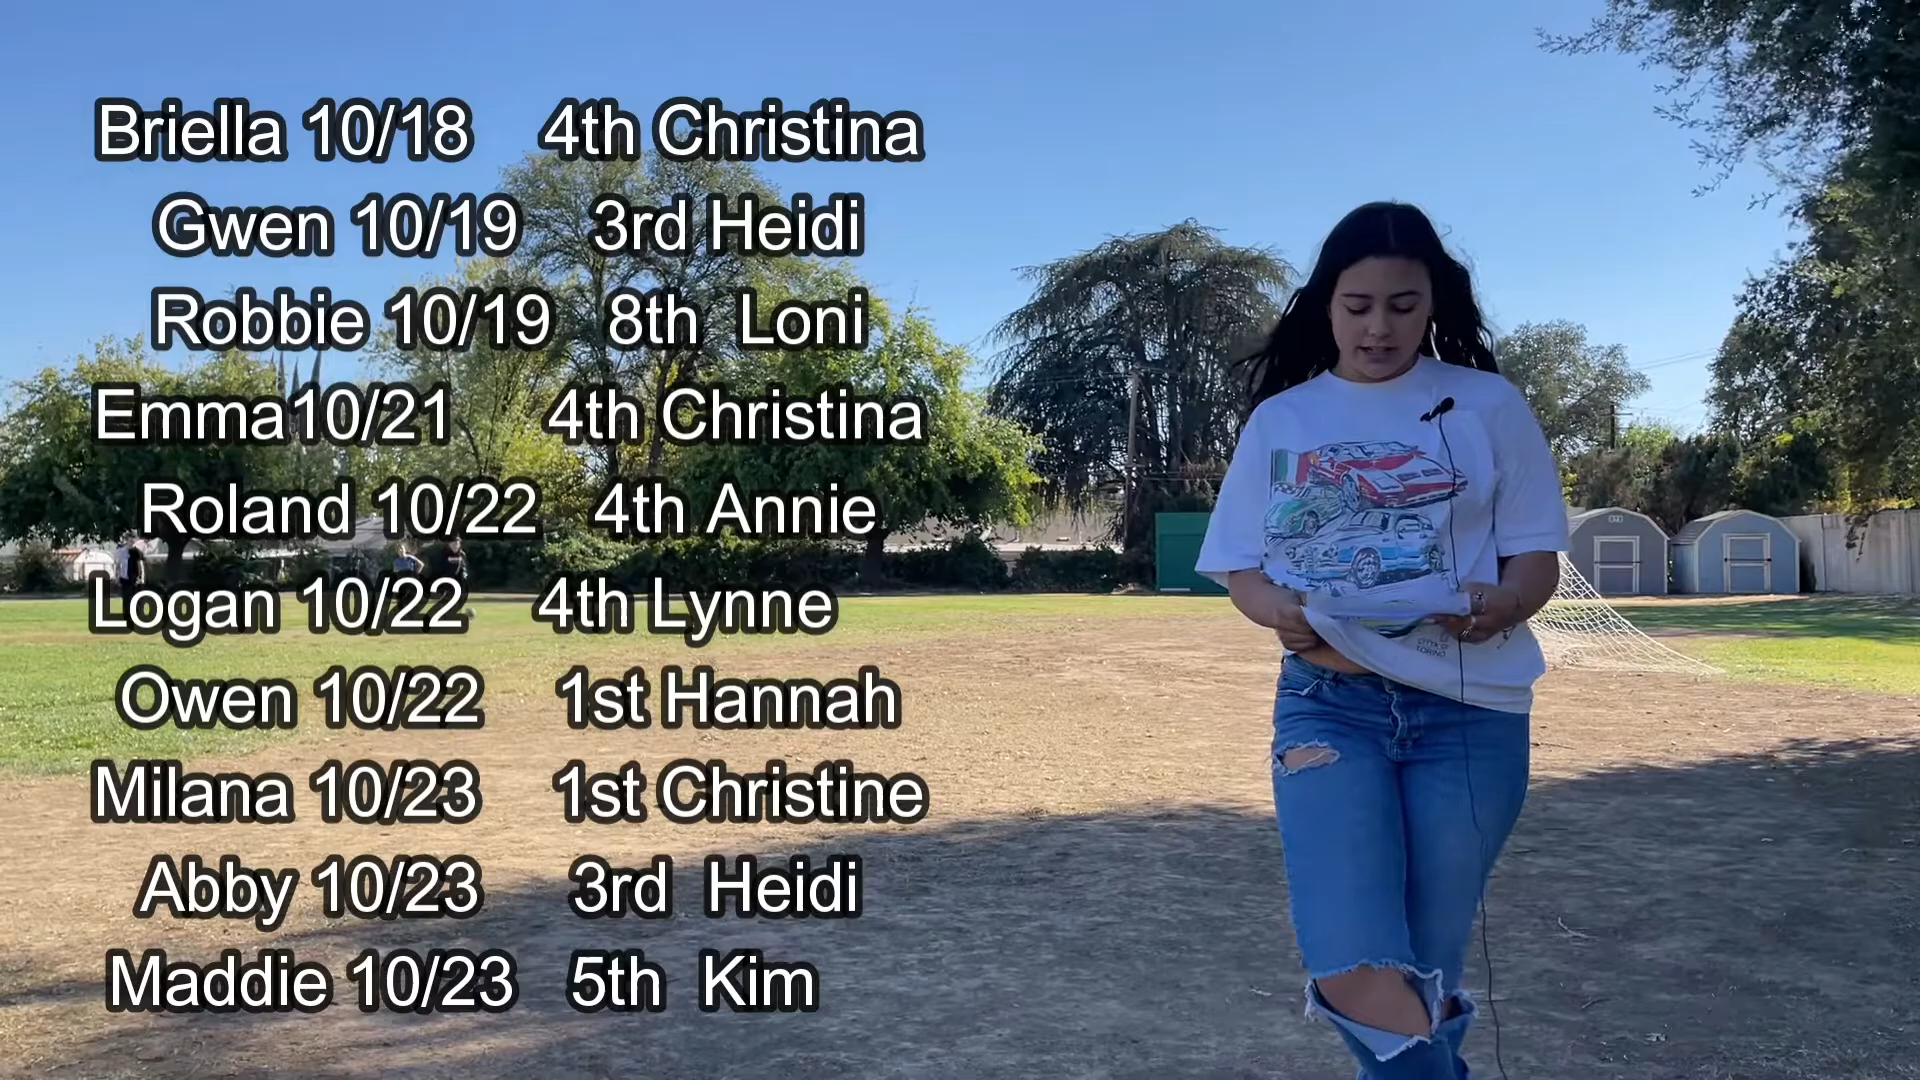 Briella 10/18 4th Christina
Gwen 10/19 3rd Heidi
Robbie 10/19 8th Loni
Emma10/21 4th Christina
Roland 10/22 4th Annie
Logan 10/22 4th Lynne
Owen 10/22 1st Hannah
Milana 10/23 1st Christine
Abby 10/23 3rd Heidi
Maddie 10/23 5th Kim
TORINO